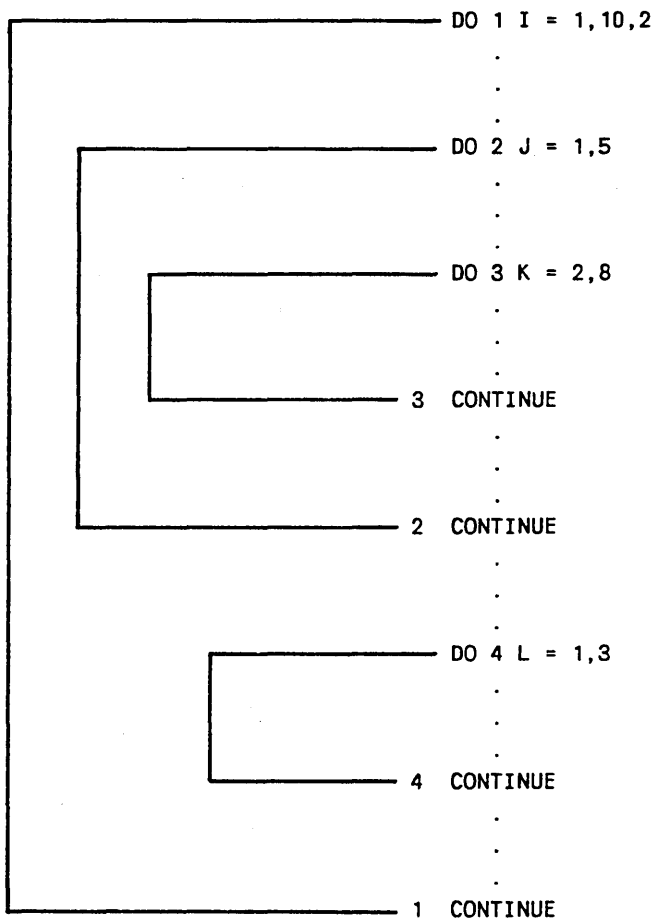 DO 1 I = 1,10,2
.
.
.
DO 2 J = 1,5
.
.
.
DO 3 K = 2,8
.
.
.
3 CONTINUE
.
.
.
2 CONTINUE
.
.
.
DO 4 L = 1,3
.
.
.
4 CONTINUE
.
.
.
1 CONTINUE